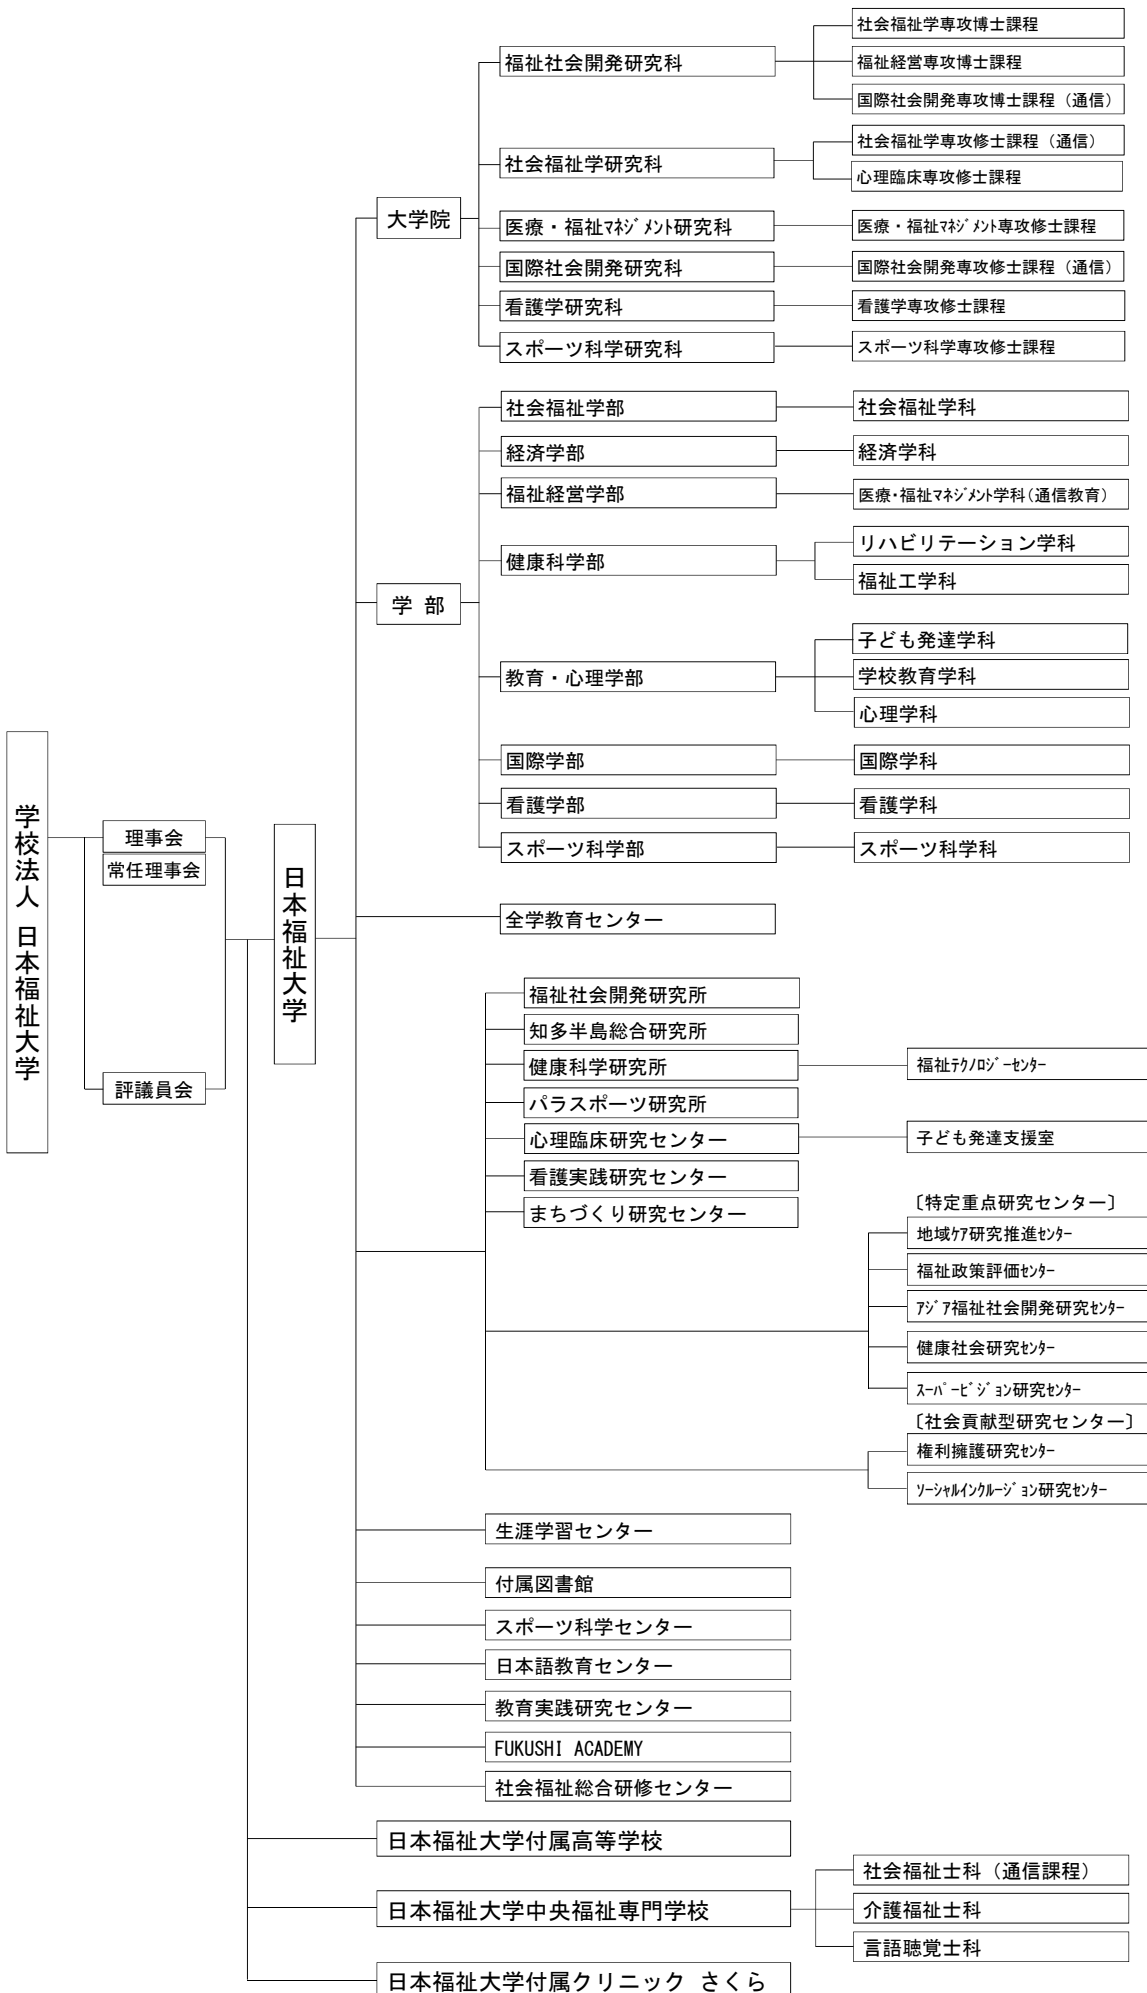 学校法人 日本福祉大学
理事会
常任理事会
評議員会
日本福祉大学
大学院
福祉社会開発研究科
社会福祉学専攻博士課程
福祉経営専攻博士課程
国際社会開発専攻博士課程（通信）
社会福祉学研究科
社会福祉学専攻修士課程（通信）
心理臨床専攻修士課程
医療・福祉ﾏﾈｼﾞﾒﾝﾄ研究科
医療・福祉ﾏﾈｼﾞﾒﾝﾄ専攻修士課程
国際社会開発研究科
国際社会開発専攻修士課程（通信）
看護学研究科
看護学専攻修士課程
スポーツ科学研究科
スポーツ科学専攻修士課程
学 部
社会福祉学部
社会福祉学科
経済学部
経済学科
福祉経営学部
医療・福祉マネジメント学科（通信教育）
健康科学部
リハビリテーション学科
福祉工学科
教育・心理学部
子ども発達学科
学校教育学科
心理学科
国際学部
国際学科
看護学部
看護学科
スポーツ科学部
スポーツ科学科
全学教育センター
福祉社会開発研究所
知多半島総合研究所
健康科学研究所
福祉ﾃｸﾉﾛｼﾞｰｾﾝﾀｰ
パラスポーツ研究所
心理臨床研究センター
子ども発達支援室
看護実践研究センター
まちづくり研究センター
〔特定重点研究センター〕
地域ｹｱ研究推進ｾﾝﾀｰ
福祉政策評価ｾﾝﾀｰ
ｱｼﾞｱ福祉社会開発研究ｾﾝﾀｰ
健康社会研究ｾﾝﾀｰ
ｽｰﾊﾟｰﾋﾞｼﾞｮﾝ研究ｾﾝﾀｰ
〔社会貢献型研究センター〕
権利擁護研究ｾﾝﾀｰ
ｿｰｼｬﾙｲﾝｸﾙｰｼﾞｮﾝ研究ｾﾝﾀｰ
生涯学習センター
付属図書館
スポーツ科学センター
日本語教育センター
教育実践研究センター
FUKUSHI ACADEMY
社会福祉総合研修センター
日本福祉大学付属高等学校
日本福祉大学中央福祉専門学校
社会福祉士科（通信課程）
介護福祉士科
言語聴覚士科
日本福祉大学付属クリニック さくら